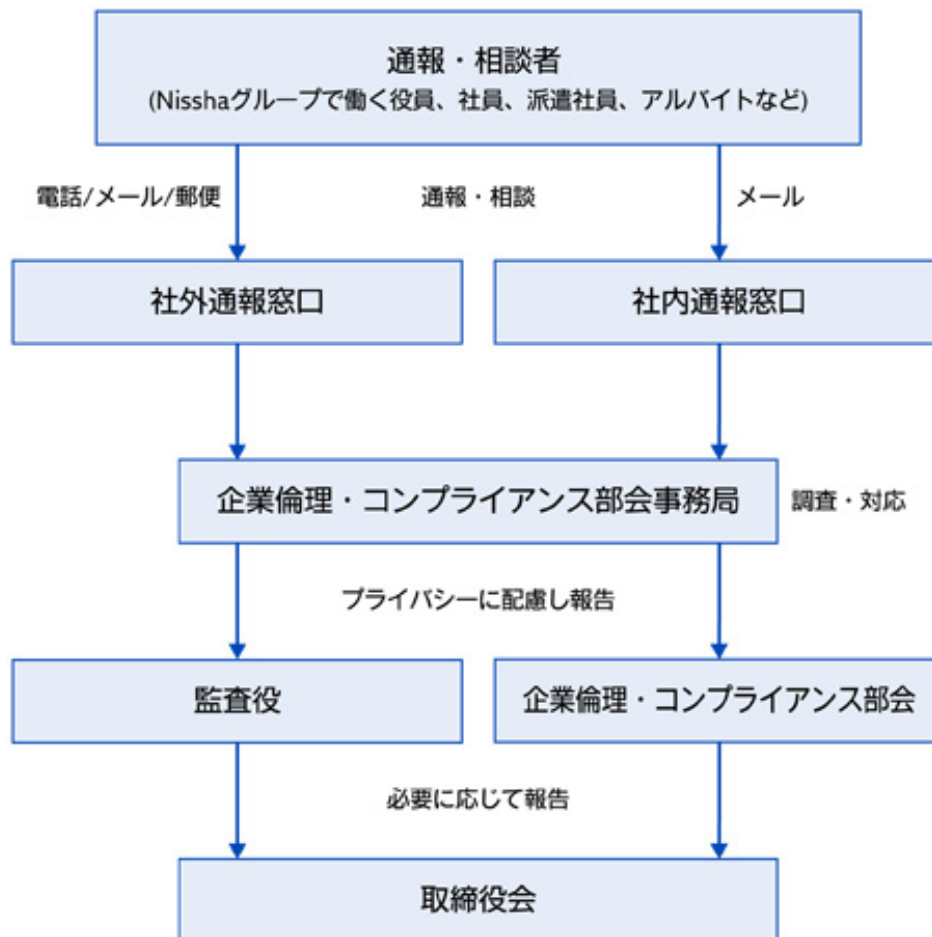 通報・相談者
(Nisshaグループで働く役員、社員、派遣社員、アルバイトなど)
電話/メール/郵便
通報・相談
メール
社外通報窓口
社内通報窓口
企業倫理・コンプライアンス部会事務局
調査・対応
プライバシーに配慮し報告
監査役
企業倫理・コンプライアンス部会
必要に応じて報告
取締役会